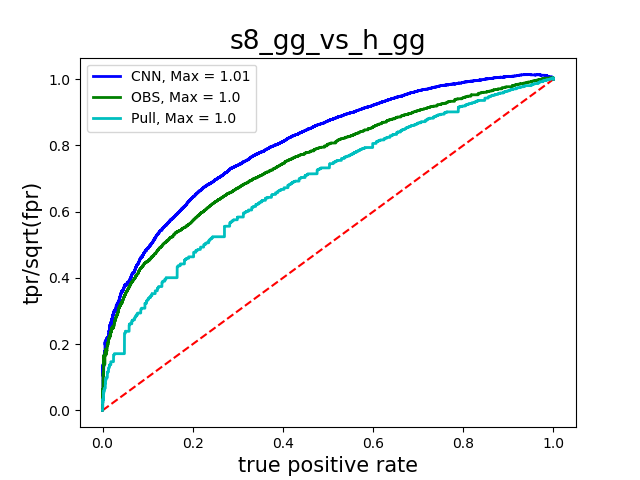 s8_gg_vs_h_gg
CNN, Max = 1.01
OBS, Max = 1.0
Pull, Max = 1.0
tpr/sqrt(fpr)
1.0
0.8
0.6
0.4
0.2
0.0
0.0 0.2 0.4 0.6 0.8 1.0
true positive rate